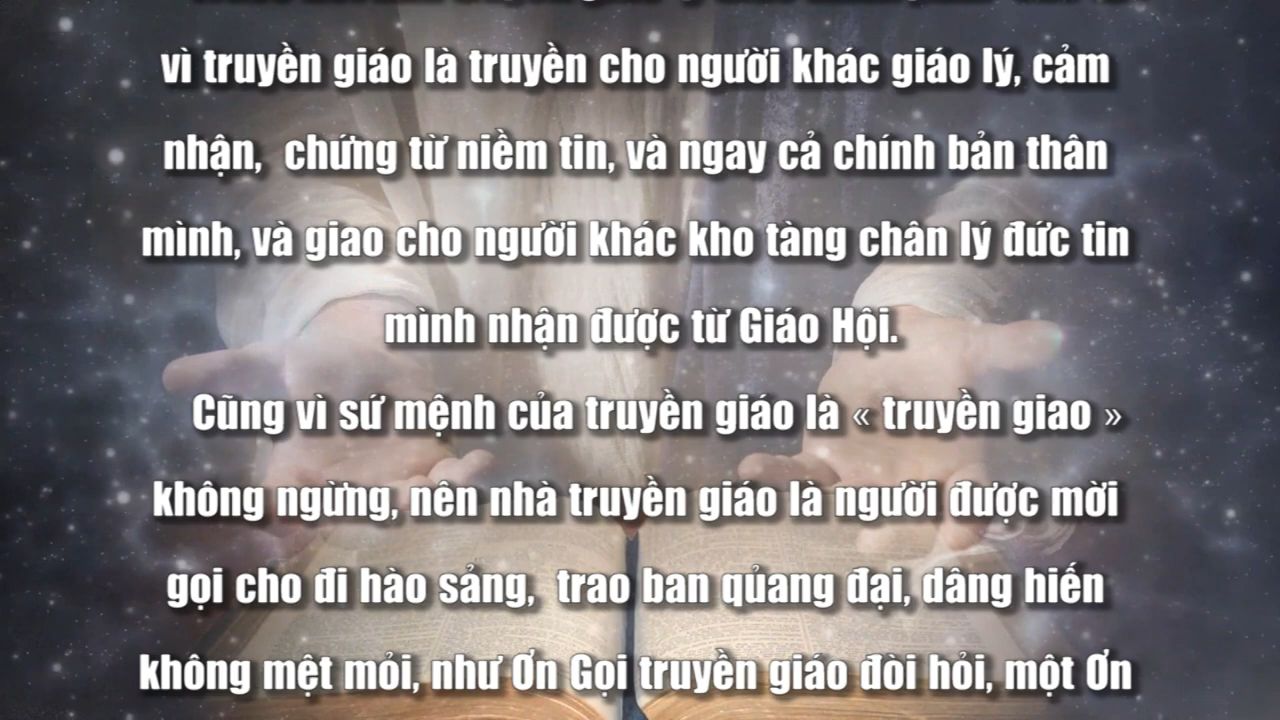 vì truyền giáo là truyền cho người khác giáo lý, cảm
nhận,  chứng từ niềm tin, và ngay cả chính bản thân
mình, và giao cho người khác kho tàng chân lý đức tin
mình nhận được từ Giáo Hội.
Cũng vì sứ mệnh của truyền giáo là « truyền giao »
không ngừng, nên nhà truyền giáo là người được mời
gọi cho đi hào sảng,  trao ban qủang đại, dâng hiến
không mệt mỏi, như Ơn Gọi truyền giáo đòi hỏi, một Ơn